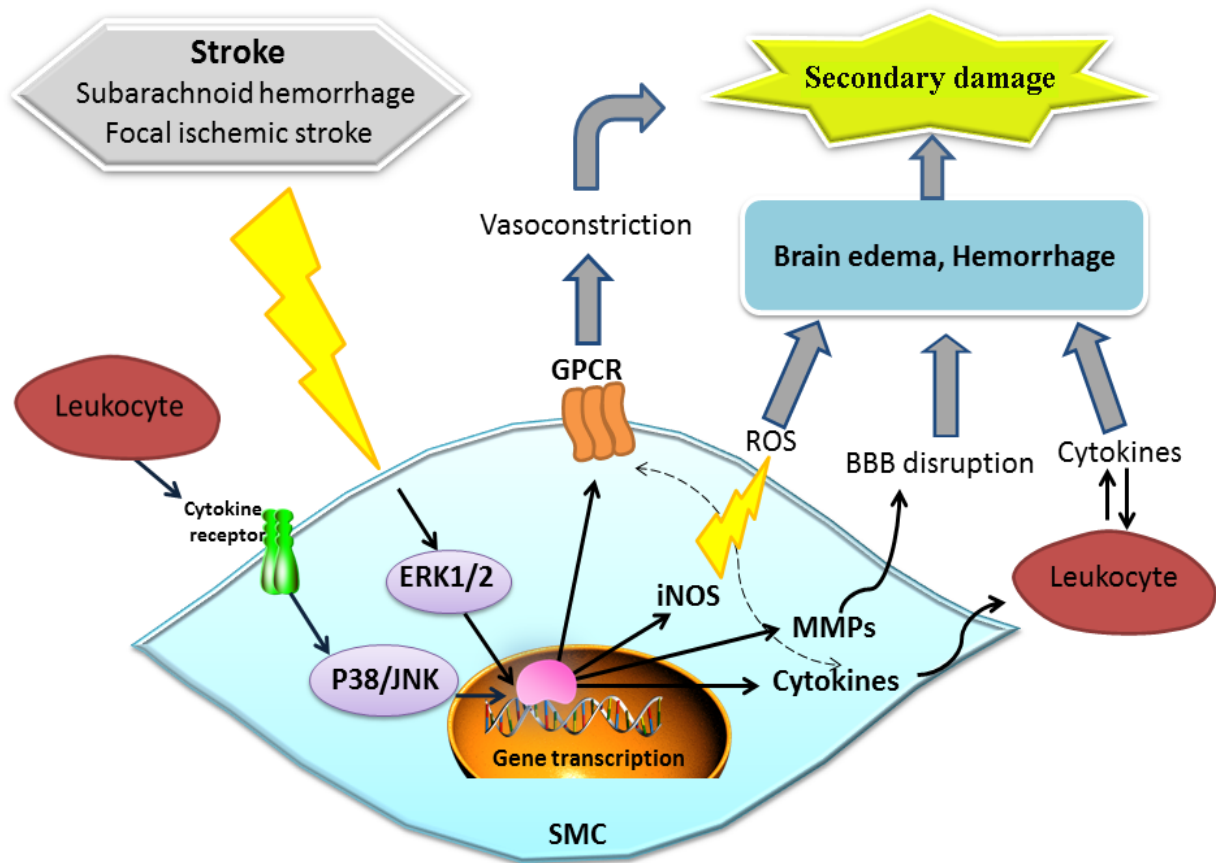 Stroke
Subarachnoid hemorrhage
Focal ischemic stroke
Secondary damage
Vasoconstriction
Brain edema, Hemorrhage
GPCR
Leukocyte
ROS
BBB disruption
Cytokines
Cytokine
receptor
ERK1/2
iNOS
MMPs
Leukocyte
P38/JNK
Cytokines
Gene transcription
SMC